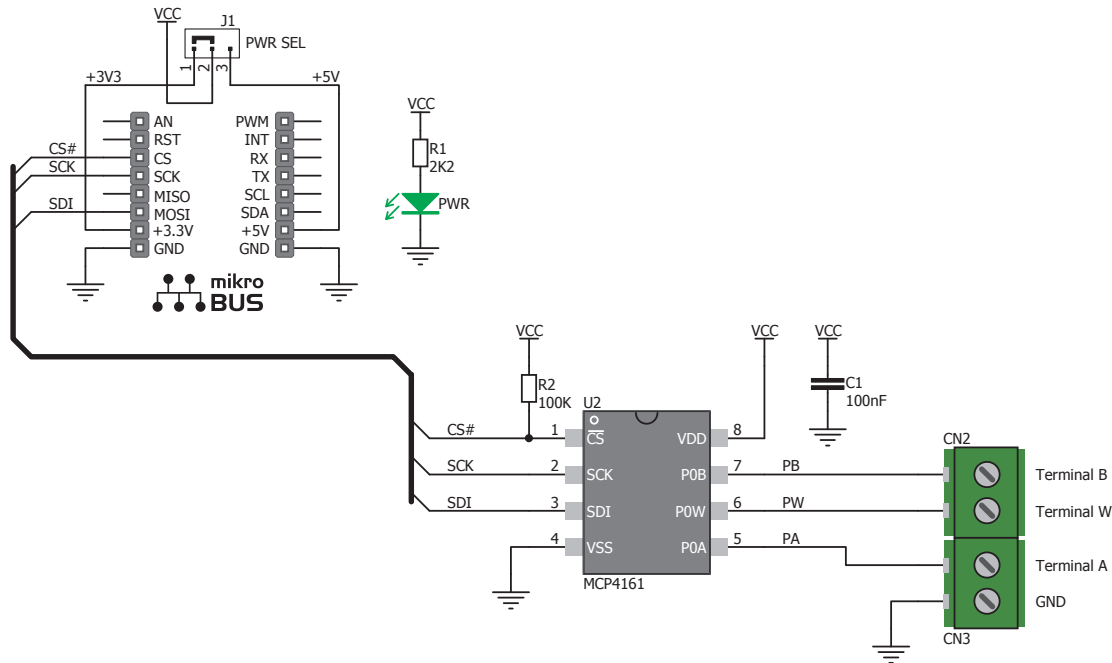 VCC
J1
PWR SEL
1 2 3
+3V3
+5V
AN
RST
CS
SCK
MISO
MOSI
+3.3V
GND
PWM
INT
RX
TX
SCL
SDA
+5V
GND
CS#
SCK
SDI
mikro
BUS
VCC
R1
2K2
PWR
VCC
R2
100K
VCC
VCC
C1
100nF
U2
CS# 1 CS
SCK 2 SCK
SDI 3 SDI
4 VSS
VDD 8
P0B 7 PB
P0W 6 PW
P0A 5 PA
MCP4161
CN2
Terminal B
Terminal W
Terminal A
GND
CN3